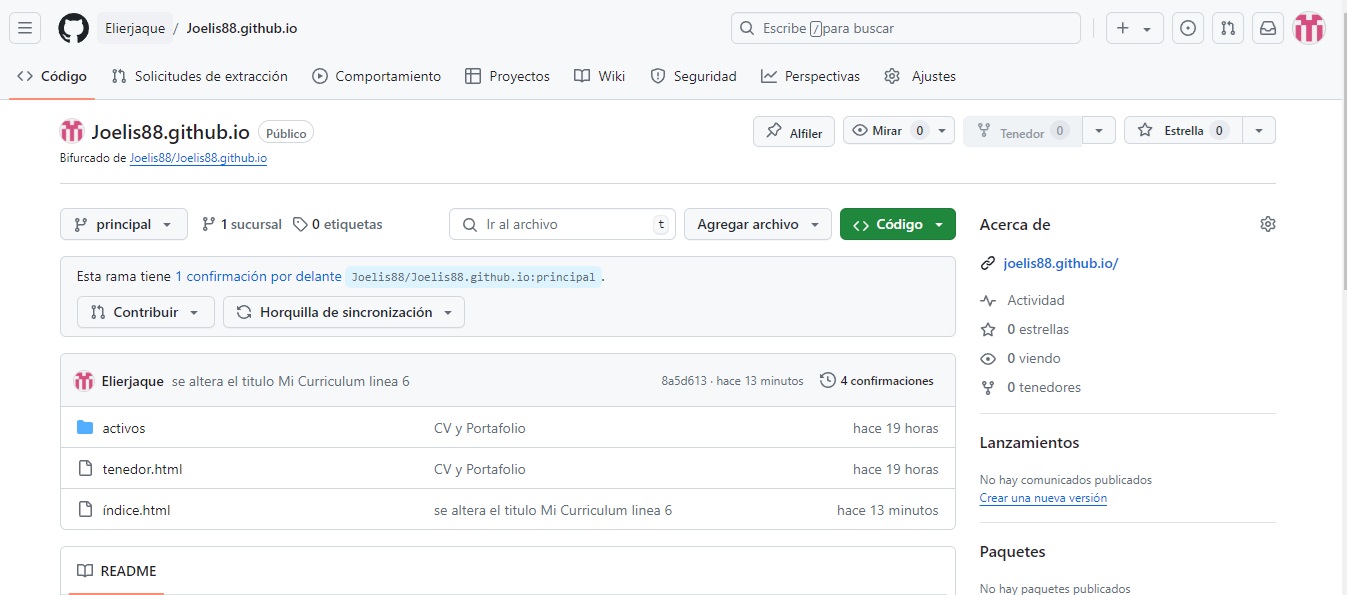 Elierjaque / Joelis88.github.io
Escribe / para buscar
Código Solicitudes de extracción Comportamiento Proyectos Wiki Seguridad Perspectivas Ajustes
Joelis88.github.io Público
Afiler Mirar 0 Tenedor 0 Estrella 0
Bifurcado de Joelis88/Joelis88.github.io
principal 1 sucursal 0 etiquetas Ir al archivo t Agregar archivo Código
Esta rama tiene 1 confirmación por delante Joelis88/Joelis88.github.io:principal .
Contribuir Horquilla de sincronización
Elierjaque se altera el titulo Mi Curriculum linea 6 8a5d613 · hace 13 minutos 4 confirmaciones
activos CV y Portafolio hace 19 horas
tenedor.html CV y Portafolio hace 19 horas
índice.html se altera el titulo Mi Curriculum linea 6 hace 13 minutos
README
Acerca de
joelis88.github.io/
Actividad
0 estrellas
0 viendo
0 tenedores
Lanzamientos
No hay comunicados publicados
Crear una nueva versión
Paquetes
No hay paquetes publicados